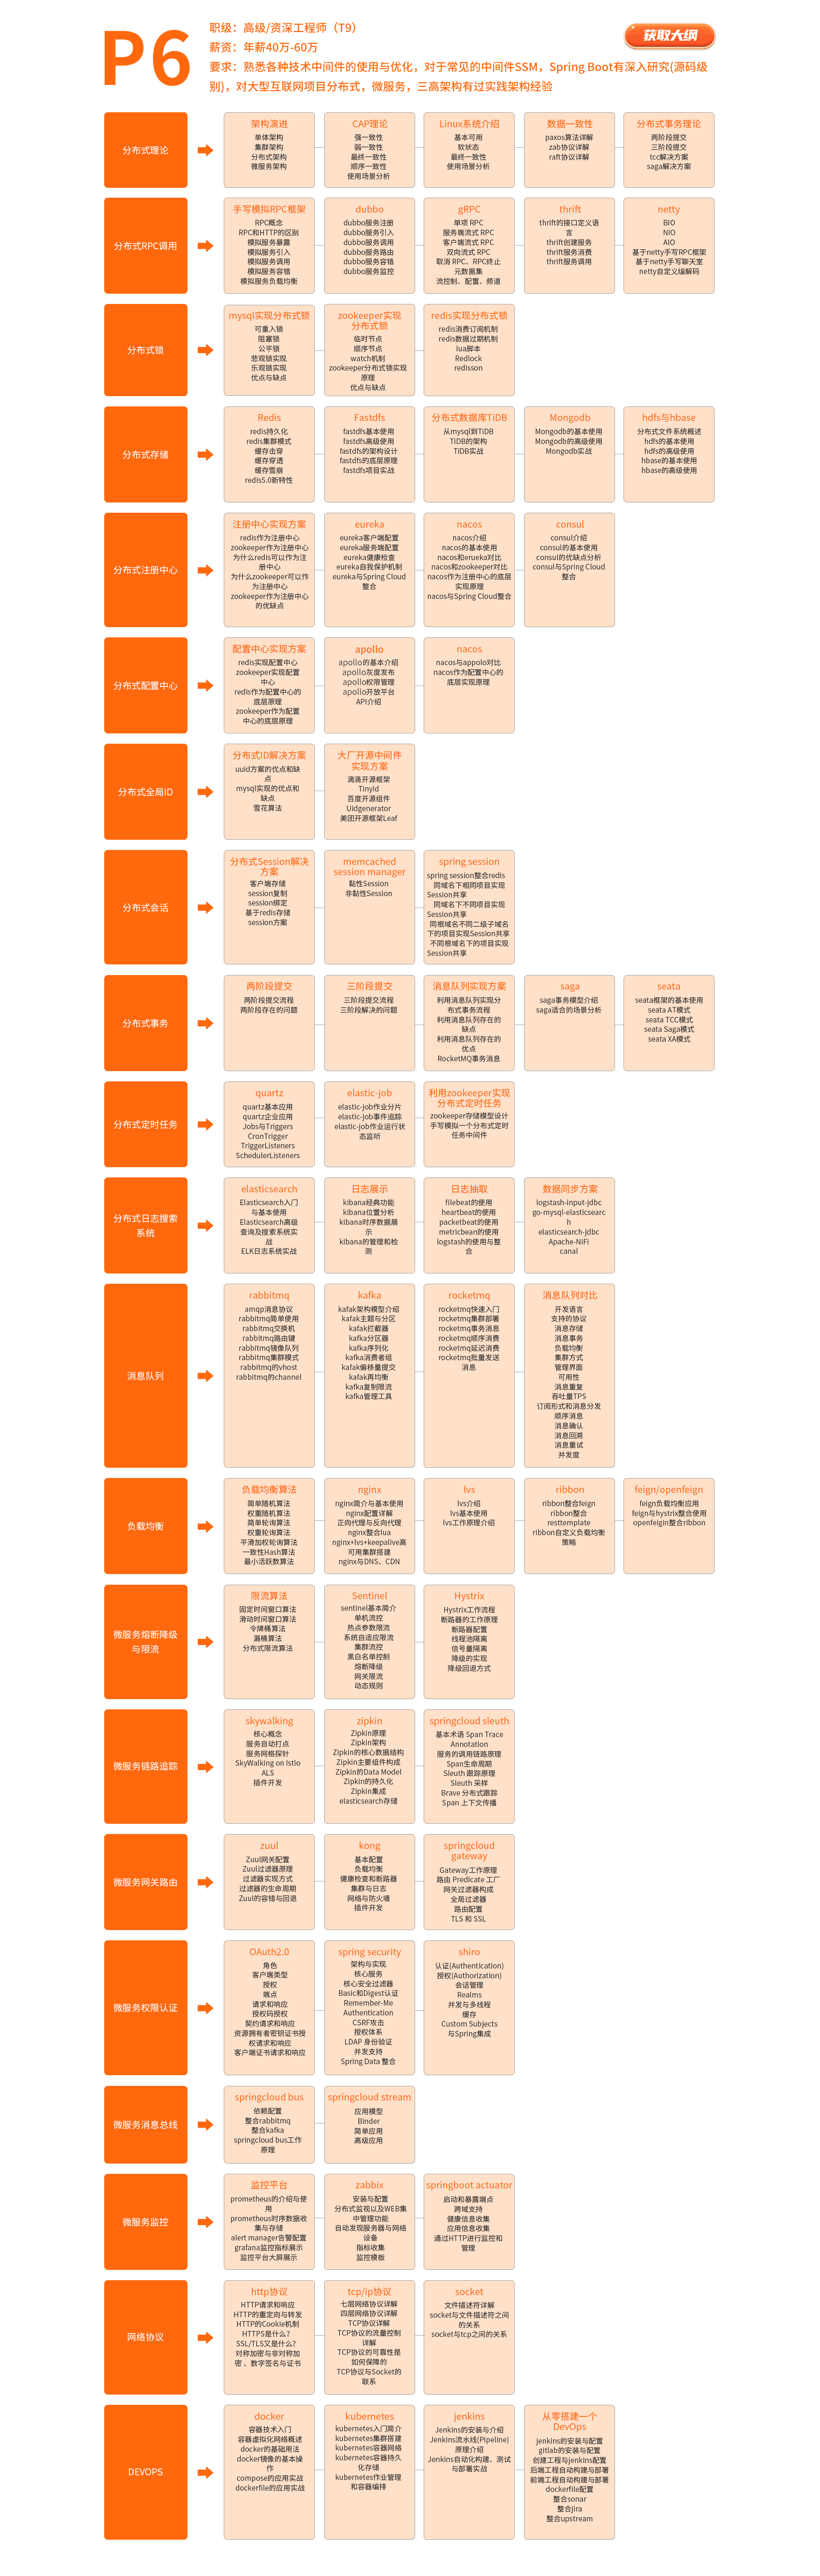 P6
职级：高级/资深工程师（T9）
薪资：年薪40万-60万
要求：熟悉各种技术中间件的使用与优化，对于常见的中间件SSM，Spring Boot有深入研究(源码级
别)，对大型互联网项目分布式，微服务，三高架构有过实践架构经验
获取大纲
分布式理论
架构演进
单体架构
集群架构
分布式架构
微服务架构
CAP理论
强一致性
弱一致性
最终一致性
顺序一致性
使用场景分析
Linux系统介绍
基本可用
软状态
最终一致性
使用场景分析
数据一致性
paxos算法详解
zab协议详解
raft协议详解
分布式事务理论
两阶段提交
三阶段提交
tcc解决方案
saga解决方案
分布式RPC调用
手写模拟RPC框架
RPC概念
RPC和HTTP的区别
模拟服务暴露
模拟服务引入
模拟服务调用
模拟服务容错
模拟服务负载均衡
dubbo
dubbo服务注册
dubbo服务引入
dubbo服务调用
dubbo服务路由
dubbo服务容错
dubbo服务监控
gRPC
单项 RPC
服务端流式 RPC
客户端流式 RPC
双向流式 RPC
取消 RPC、RPC终止
元数据集
流控制、配置、频道
thrift
thrift的接口定义语
言
thrift创建服务
thrift服务消费
thrift服务调用
netty
BIO
NIO
AIO
基于netty手写RPC框架
基于netty手写聊天室
netty自定义编解码
分布式锁
mysql实现分布式锁
可重入锁
阻塞锁
公平锁
悲观锁实现
乐观锁实现
优点与缺点
zookeeper实现
分布式锁
临时节点
顺序节点
watch机制
zookeeper分布式锁实现
原理
优点与缺点
redis实现分布式锁
redis消费订阅机制
redis数据过期机制
lua脚本
Redlock
redisson
分布式存储
Redis
redis持久化
redis集群模式
缓存击穿
缓存穿透
缓存雪崩
redis5.0新特性
Fastdfs
fastdfs基本使用
fastdfs高级使用
fastdfs的架构设计
fastdfs的底层原理
fastdfs项目实战
分布式数据库TiDB
从mysql到TiDB
TiDB的架构
TIDB实战
Mongodb
Mongodb的基本使用
Mongodb的高级使用
Mongodb实战
hdfs与hbase
分布式文件系统概述
hdfs的基本使用
hdfs的高级使用
hbase的基本使用
hbase的高级使用
分布式注册中心
注册中心实现方案
redis作为注册中心
zookeeper作为注册中心
为什么redis可以作为注
册中心
为什么zookeeper可以作
为注册中心
zookeeper作为注册中心
的优缺点
eureka
eureka客户端配置
eureka服务端配置
eureka健康检查
eureka自我保护机制
eureka与Spring Cloud
整合
nacos
nacos介绍
nacos的基本使用
nacos和erueka对比
nacos和zookeeper对比
nacos作为注册中心的底层
实现原理
nacos与Spring Cloud整合
consul
consul介绍
consul的基本使用
consul的优缺点分析
consul与Spring Cloud
整合
分布式配置中心
配置中心实现方案
redis实现配置中心
zookeeper实现配置
中心
redis作为配置中心的
底层原理
zookeeper作为配置
中心的底层原理
apollo
apollo的基本介绍
apollo灰度发布
apollo权限管理
apollo开放平台
API介绍
nacos
nacos与appolo对比
nacos作为配置中心的
底层实现原理
分布式全局ID
分布式ID解决方案
uuid方案的优点和缺
点
mysql实现的优点和
缺点
雪花算法
大厂开源中间件
实现方案
滴滴开源框架
Tinyid
百度开源组件
Uidgenerator
美团开源框架Leaf
分布式会话
分布式Session解决
方案
客户端存储
session复制
session绑定
基于redis存储
session方案
memcached
session manager
黏性Session
非黏性Session
spring session
spring session整合redis
同域名下相同项目实现
Session共享
同域名下不同项目实现
Session共享
同根域名不同二级子域名
下的项目实现Session共享
不同根域名下的项目实现
Session共享
分布式事务
两阶段提交
两阶段提交流程
两阶段存在的问题
三阶段提交
三阶段提交流程
三阶段解决的问题
消息队列实现方案
利用消息队列实现分
布式事务流程
利用消息队列存在的
缺点
利用消息队列存在的
优点
RocketMQ事务消息
saga
saga事务模型介绍
saga适合的场景分析
seata
seata框架的基本使用
seata AT模式
seata TCC模式
seata Saga模式
seata XA模式
分布式定时任务
quartz
quartz基本应用
quartz企业应用
Jobs与Triggers
CronTrigger
TriggerListeners
SchedulerListeners
elastic-job
elastic-job作业分片
elastic-job事件追踪
elastic-job作业运行状
态监听
利用zookeeper实现
分布式定时任务
zookeeper存储模型设计
手写模拟一个分布式定时
任务中间件
分布式日志搜索
系统
elasticsearch
Elasticsearch入门
与基本使用
Elasticsearch高级
查询及搜索系统实
战
ELK日志系统实战
日志展示
kibana经典功能
kibana位置分析
kibana时序数据展
示
kibana的管理和检
测
日志抽取
filebeat的使用
heartbeat的使用
packetbeat的使用
metricbean的使用
logstash的使用与整
合
数据同步方案
logstash-input-jdbc
go-mysql-elasticsearc
h
elasticsearch-jdbc
Apache-NiFi
canal
消息队列
rabbitmq
amqp消息协议
rabbitmq简单使用
rabbitmq交换机
rabbitmq路由键
rabbitmq镜像队列
rabbitmq集群模式
rabbitmq的vhost
rabbitmq的channel
kafka
kafak架构模型介绍
kafak主题与分区
kafak拦截器
kafka分区器
kafka序列化
kafka消费者组
kafak偏移量提交
kafak再均衡
kafka复制限流
kafka管理工具
rocketmq
rocketmq快速入门
rocketmq集群部署
rocketmq事务消息
rocketmq顺序消费
rocketmq延迟消费
rocketmq批量发送
消息
消息队列对比
开发语言
支持的协议
消息存储
消息事务
负载均衡
集群方式
管理界面
可用性
消息重复
吞吐量TPS
订阅形式和消息分发
顺序消息
消息确认
消息回溯
消息重试
并发度
负载均衡
负载均衡算法
简单随机算法
权重随机算法
简单轮询算法
权重轮询算法
平滑加权轮询算法
一致性Hash算法
最小活跃数算法
nginx
nginx简介与基本使用
nginx配置详解
正向代理与反向代理
nginx整合lua
nginx+lvs+keepalive高
可用集群搭建
nginx与DNS、CDN
lvs
lvs介绍
lvs基本使用
lvs工作原理介绍
ribbon
ribbon整合feign
ribbon整合
resttemplate
ribbon自定义负载均衡
策略
feign/openfeign
feign负载均衡应用
feign与hystrix整合使用
openfeigin整合ribbon
微服务熔断降级
与限流
限流算法
固定时间窗口算法
滑动时间窗口算法
令牌桶算法
漏桶算法
分布式限流算法
Sentinel
sentinel基本简介
单机流控
热点参数限流
系统自适应限流
集群流控
黑白名单控制
熔断降级
网关限流
动态规则
Hystrix
Hystrix工作流程
断路器的工作原理
断路器配置
线程池隔离
信号量隔离
降级的实现
降级回退方式
微服务链路追踪
skywalking
核心概念
服务自动打点
服务网格探针
SkyWalking on Istio
ALS
插件开发
zipkin
Zipkin原理
Zipkin架构
Zipkin的核心数据结构
Zipkin主要组件构成
Zipkin的Data Model
Zipkin的持久化
Zipkin集成
elasticsearch存储
springcloud sleuth
基本术语 Span Trace
Annotation
服务的调用链路原理
Span生命周期
Sleuth 跟踪原理
Sleuth 采样
Brave 分布式跟踪
Span 上下文传播
微服务网关路由
zuul
Zuul网关配置
Zuul过滤器原理
过滤器实现方式
过滤器的生命周期
Zuul的容错与回退
kong
基本配置
负载均衡
健康检查和断路器
集群与日志
网络与防火墙
插件开发
springcloud
gateway
Gateway工作原理
路由 Predicate 工厂
网关过滤器构成
全局过滤器
路由配置
TLS 和 SSL
微服务权限认证
OAuth2.0
角色
客户端类型
授权
端点
请求和响应
授权码授权
契约请求和响应
资源拥有者密钥证书授
权请求和响应
客户端证书请求和响应
spring security
架构与实现
核心服务
核心安全过滤器
Basic和Digest认证
Remember-Me
Authentication
CSRF攻击
授权体系
LDAP 身份验证
并发支持
Spring Data 整合
shiro
认证(Authentication)
授权(Authorization)
会话管理
Realms
并发与多线程
缓存
Custom Subjects
与Spring集成
微服务消息总线
springcloud bus
依赖配置
整合rabbitmq
整合kafka
springcloud bus工作
原理
springcloud stream
应用模型
Binder
简单应用
高级应用
微服务监控
监控平台
prometheus的介绍与使
用
prometheus时序数据收
集与存储
alert manager告警配置
grafana监控指标展示
监控平台大屏展示
zabbix
安装与配置
分布式监视以及WEB集
中管理功能
自动发现服务器与网络
设备
指标收集
监控模板
springboot actuator
启动和暴露端点
跨域支持
健康信息收集
应用信息收集
通过HTTP进行监控和
管理
网络协议
http协议
HTTP请求和响应
HTTP的重定向与转发
HTTP的Cookie机制
HTTPS是什么？
SSL/TLS又是什么？
对称加密与非对称加
密 、数字签名与证书
tcp/ip协议
七层网络协议详解
四层网络协议详解
TCP协议详解
TCP协议的流量控制
详解
TCP协议的可靠性是
如何保障的
TCP协议与Socket的
联系
socket
文件描述符详解
socket与文件描述符之间
的关系
socket与tcp之间的关系
DEVOPS
docker
容器技术入门
容器虚拟化网络概述
docker的基础用法
docker镜像的基本操
作
compose的应用实战
dockerfile的应用实战
kubernetes
kubernetes入门简介
kubernetes集群搭建
kubernetes容器网络
kubernetes容器持久
化存储
kubernetes作业管理
和容器编排
jenkins
Jenkins的安装与介绍
Jenkins流水线(Pipeline)
原理介绍
Jenkins自动化构建、测试
与部署实战
从零搭建一个
DevOps
jenkins的安装与配置
gitlab的安装与配置
创建工程与jenkins配置
后端工程自动构建与部署
前端工程自动构建与部署
dockerfile配置
整合sonar
整合jira
整合upstream